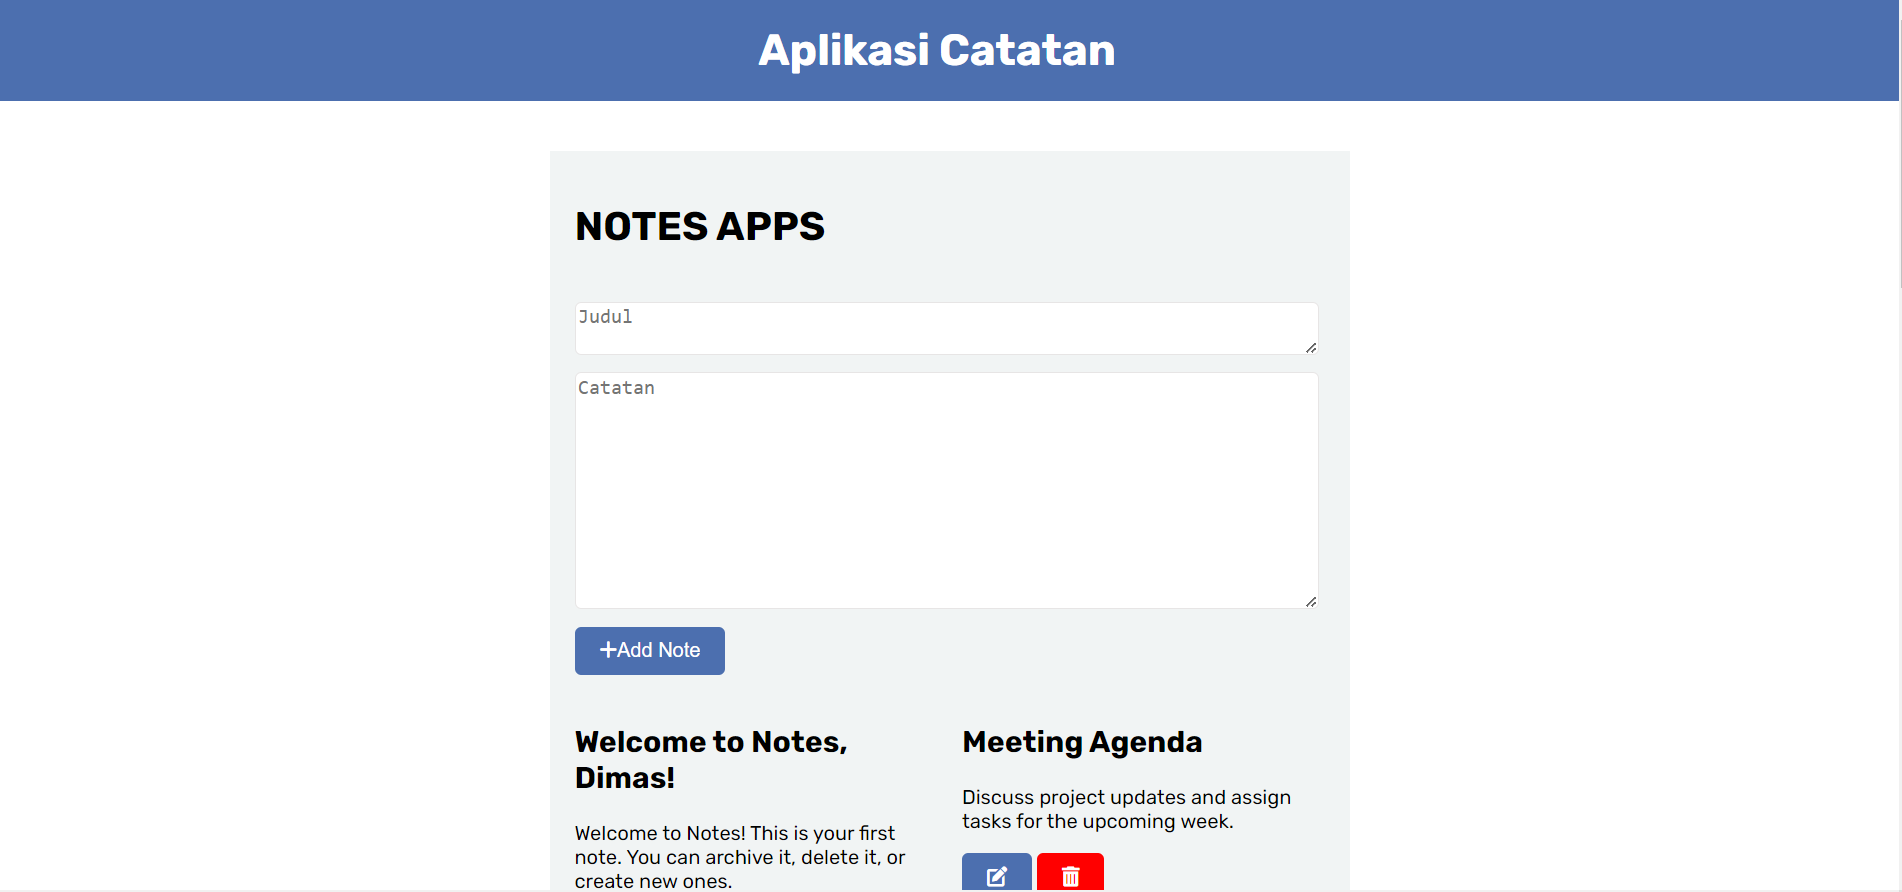 Aplikasi Catatan
NOTES APPS
Judul
Catatan
+Add Note
Welcome to Notes,
Dimas!
Welcome to Notes! This is your first
note. You can archive it, delete it, or
create new ones.
Meeting Agenda
Discuss project updates and assign
tasks for the upcoming week.